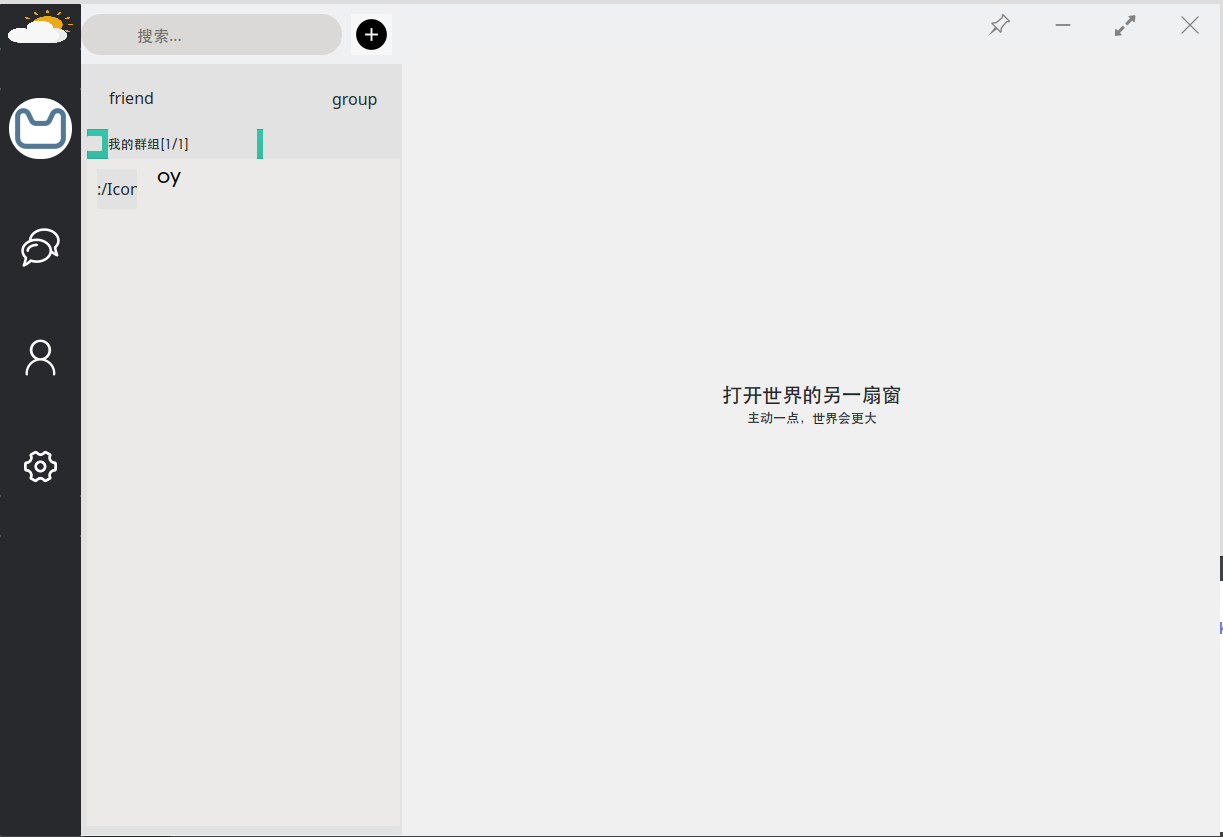 搜索...
friend
group
我的群组[1/1]
:/Icon
oy
打开世界的另一扇窗
主动一点，世界会更大